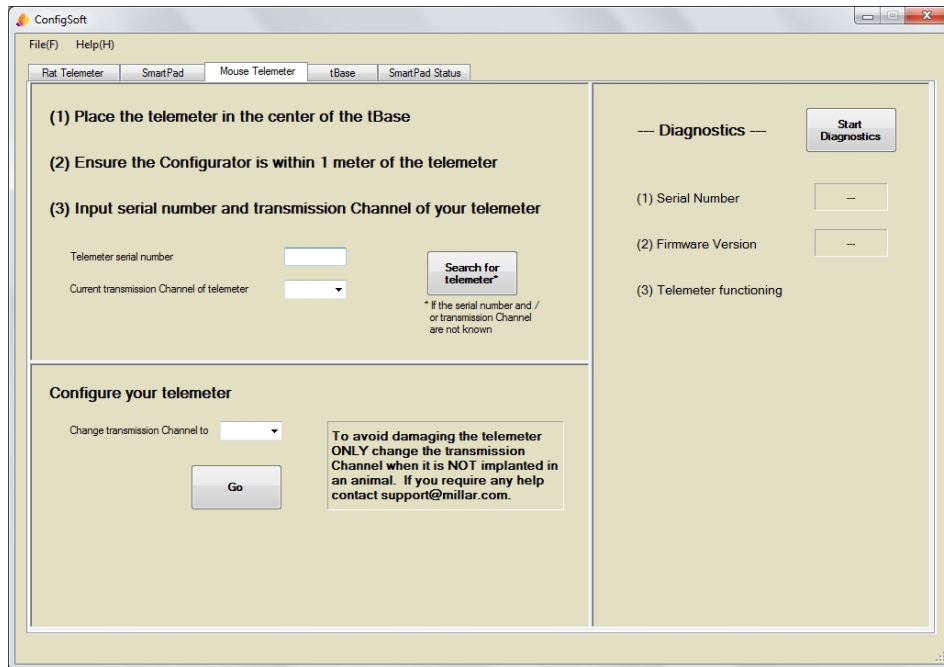 ConfigSoft
File(F) Help(H)
Rat Telemeter SmartPad Mouse Telemeter tBase SmartPad Status
(1) Place the telemeter in the center of the tBase
(2) Ensure the Configurator is within 1 meter of the telemeter
(3) Input serial number and transmission Channel of your telemeter
Telemeter serial number
Current transmission Channel of telemeter
Search for
telemeter*
* If the serial number and /
or transmission Channel
are not known
Configure your telemeter
Change transmission Channel to
Go
To avoid damaging the telemeter
ONLY change the transmission
Channel when it is NOT implanted in
an animal. If you require any help
contact support@millar.com.
--- Diagnostics ---
Start
Diagnostics
(1) Serial Number
--
(2) Firmware Version
--
(3) Telemeter functioning